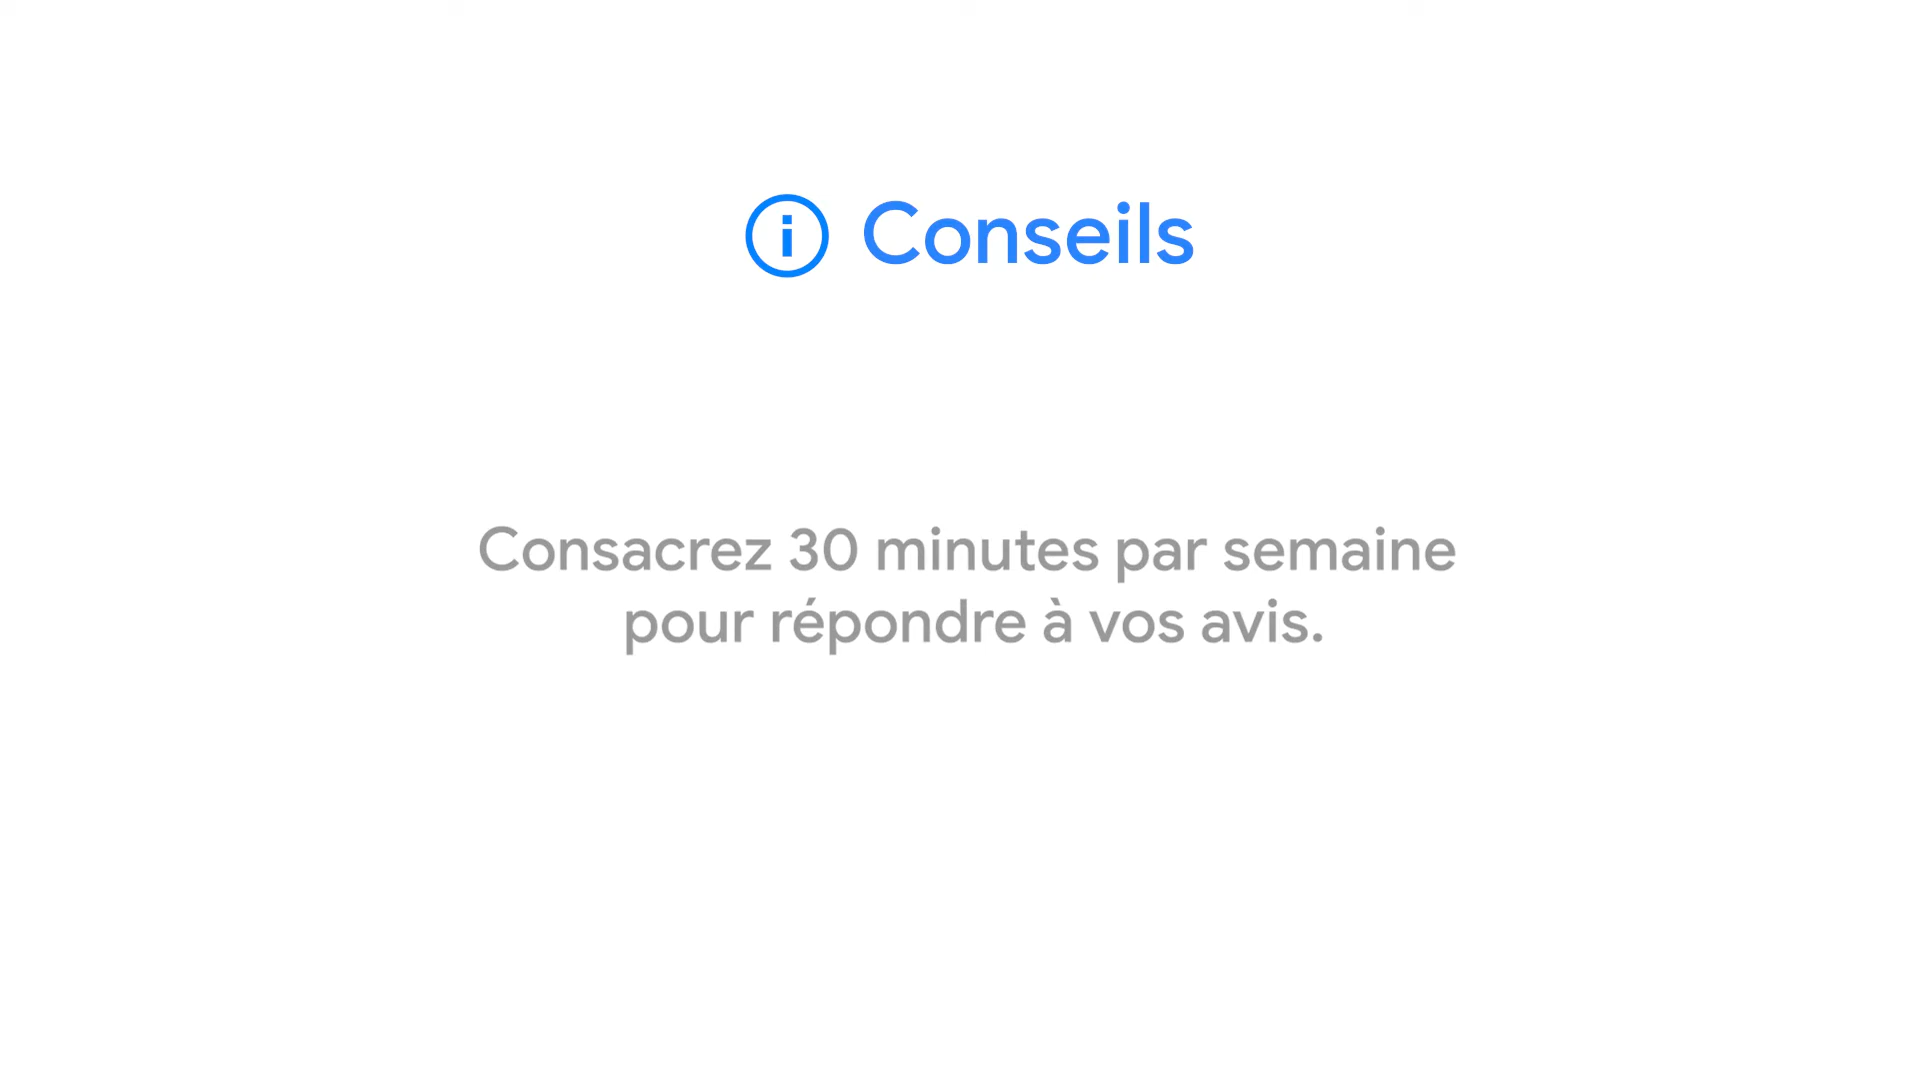 Conseils
Consacrez 30 minutes par semaine
pour répondre à vos avis.